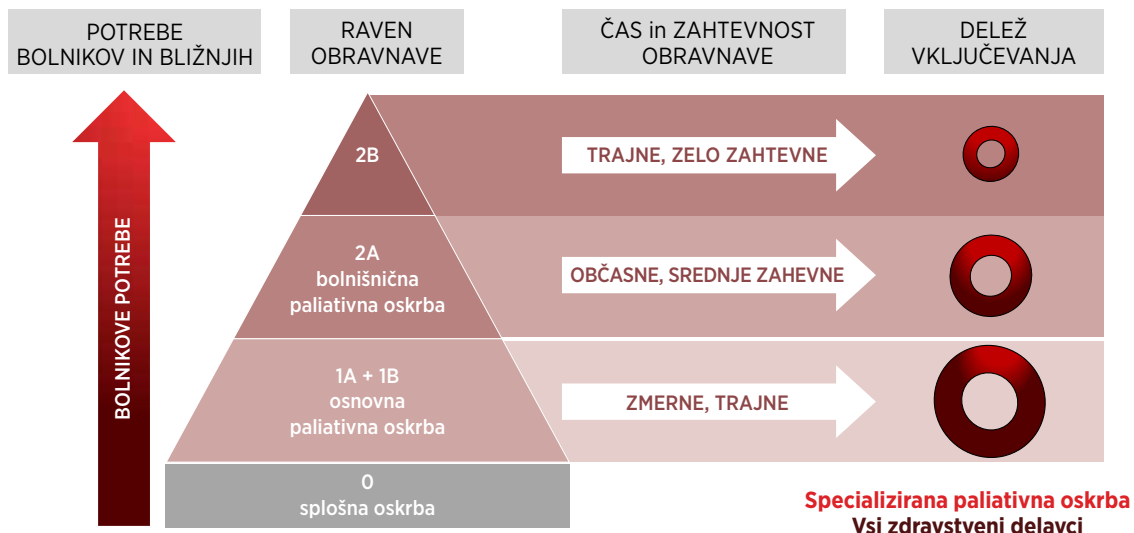 POTREBE
BOLNIKOV IN BLIŽNJIH
RAVEN
OBRAVNAVE
ČAS in ZAHTEVNOST
OBRAVNAVE
DELEŽ
VKLJUČEVANJA
BOLNIKOVE POTREBE
2B
TRAJNE, ZELO ZAHTEVNE
2A
bolnišnična
paliativna oskrba
OBČASNE, SREDNJE ZAHEVNE
1A + 1B
osnovna
paliativna oskrba
ZMERNE, TRAJNE
0
splošna oskrba
Specializirana paliativna oskrba
Vsi zdravstveni delavci